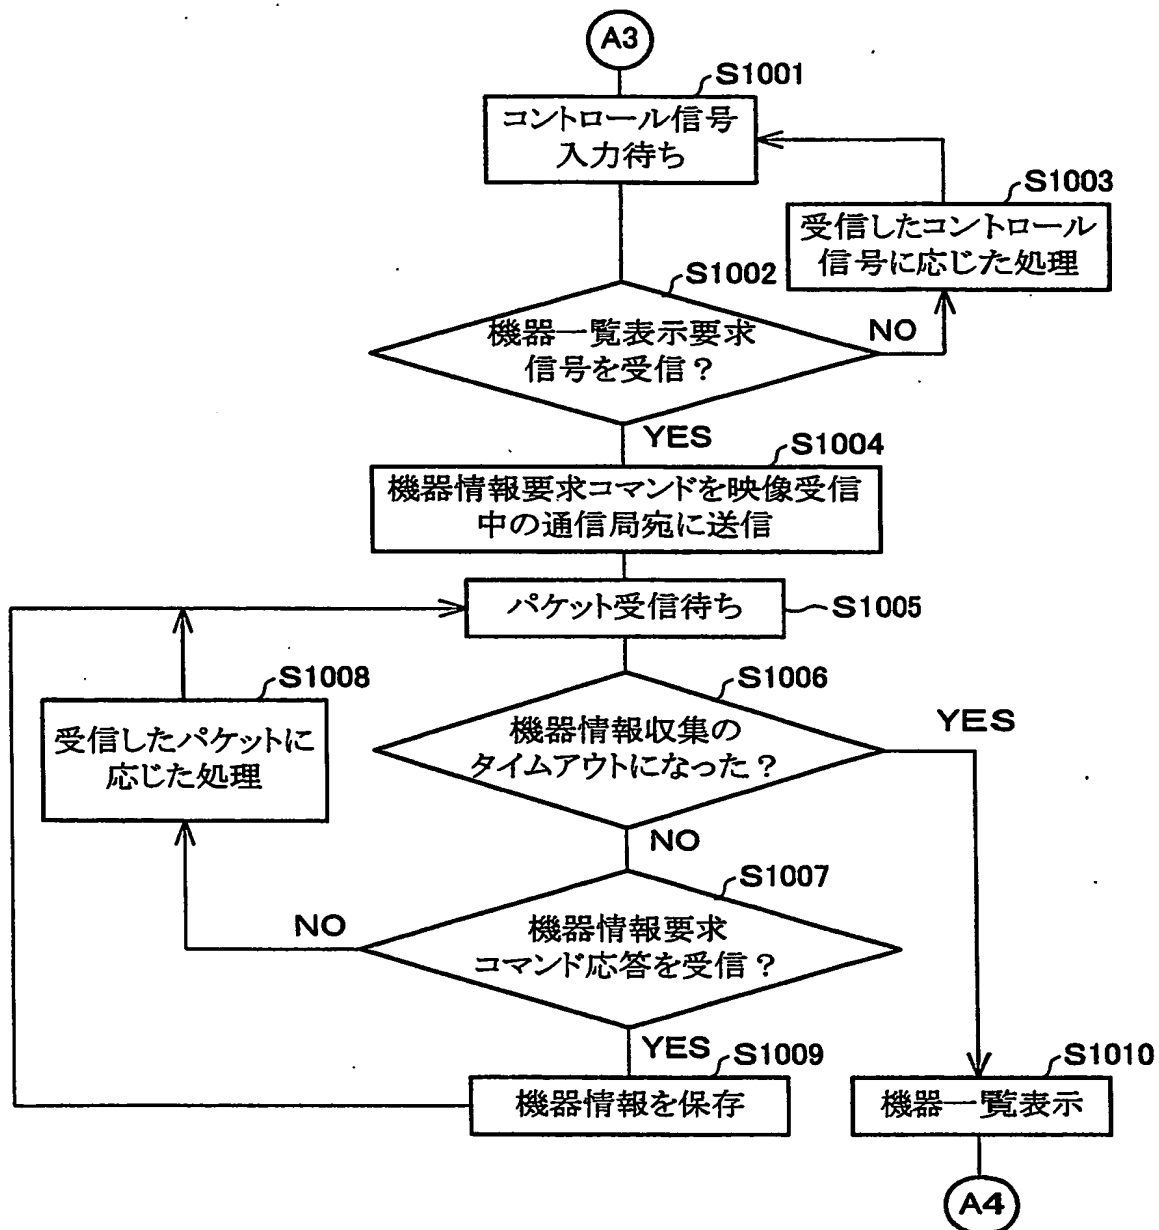 A3
S1001
コントロール信号
入力待ち
S1003
受信したコントロール
信号に応じた処理
S1002
機器一覧表示要求
信号を受信？
NO
YES
S1004
機器情報要求コマンドを映像受信
中の通信局宛に送信
パケット受信待ち
S1005
S1008
受信したパケットに
応じた処理
S1006
機器情報収集の
タイムアウトになった？
YES
NO
S1007
機器情報要求
コマンド応答を受信？
NO
YES
S1009
機器情報を保存
S1010
機器一覧表示
A4